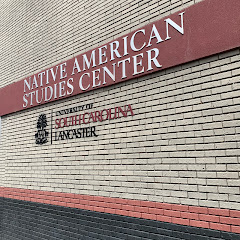 NATIVE AMERICAN
STUDIES CENTER
UNIVERSITY OF
SOUTH CAROLINA
LANCASTER